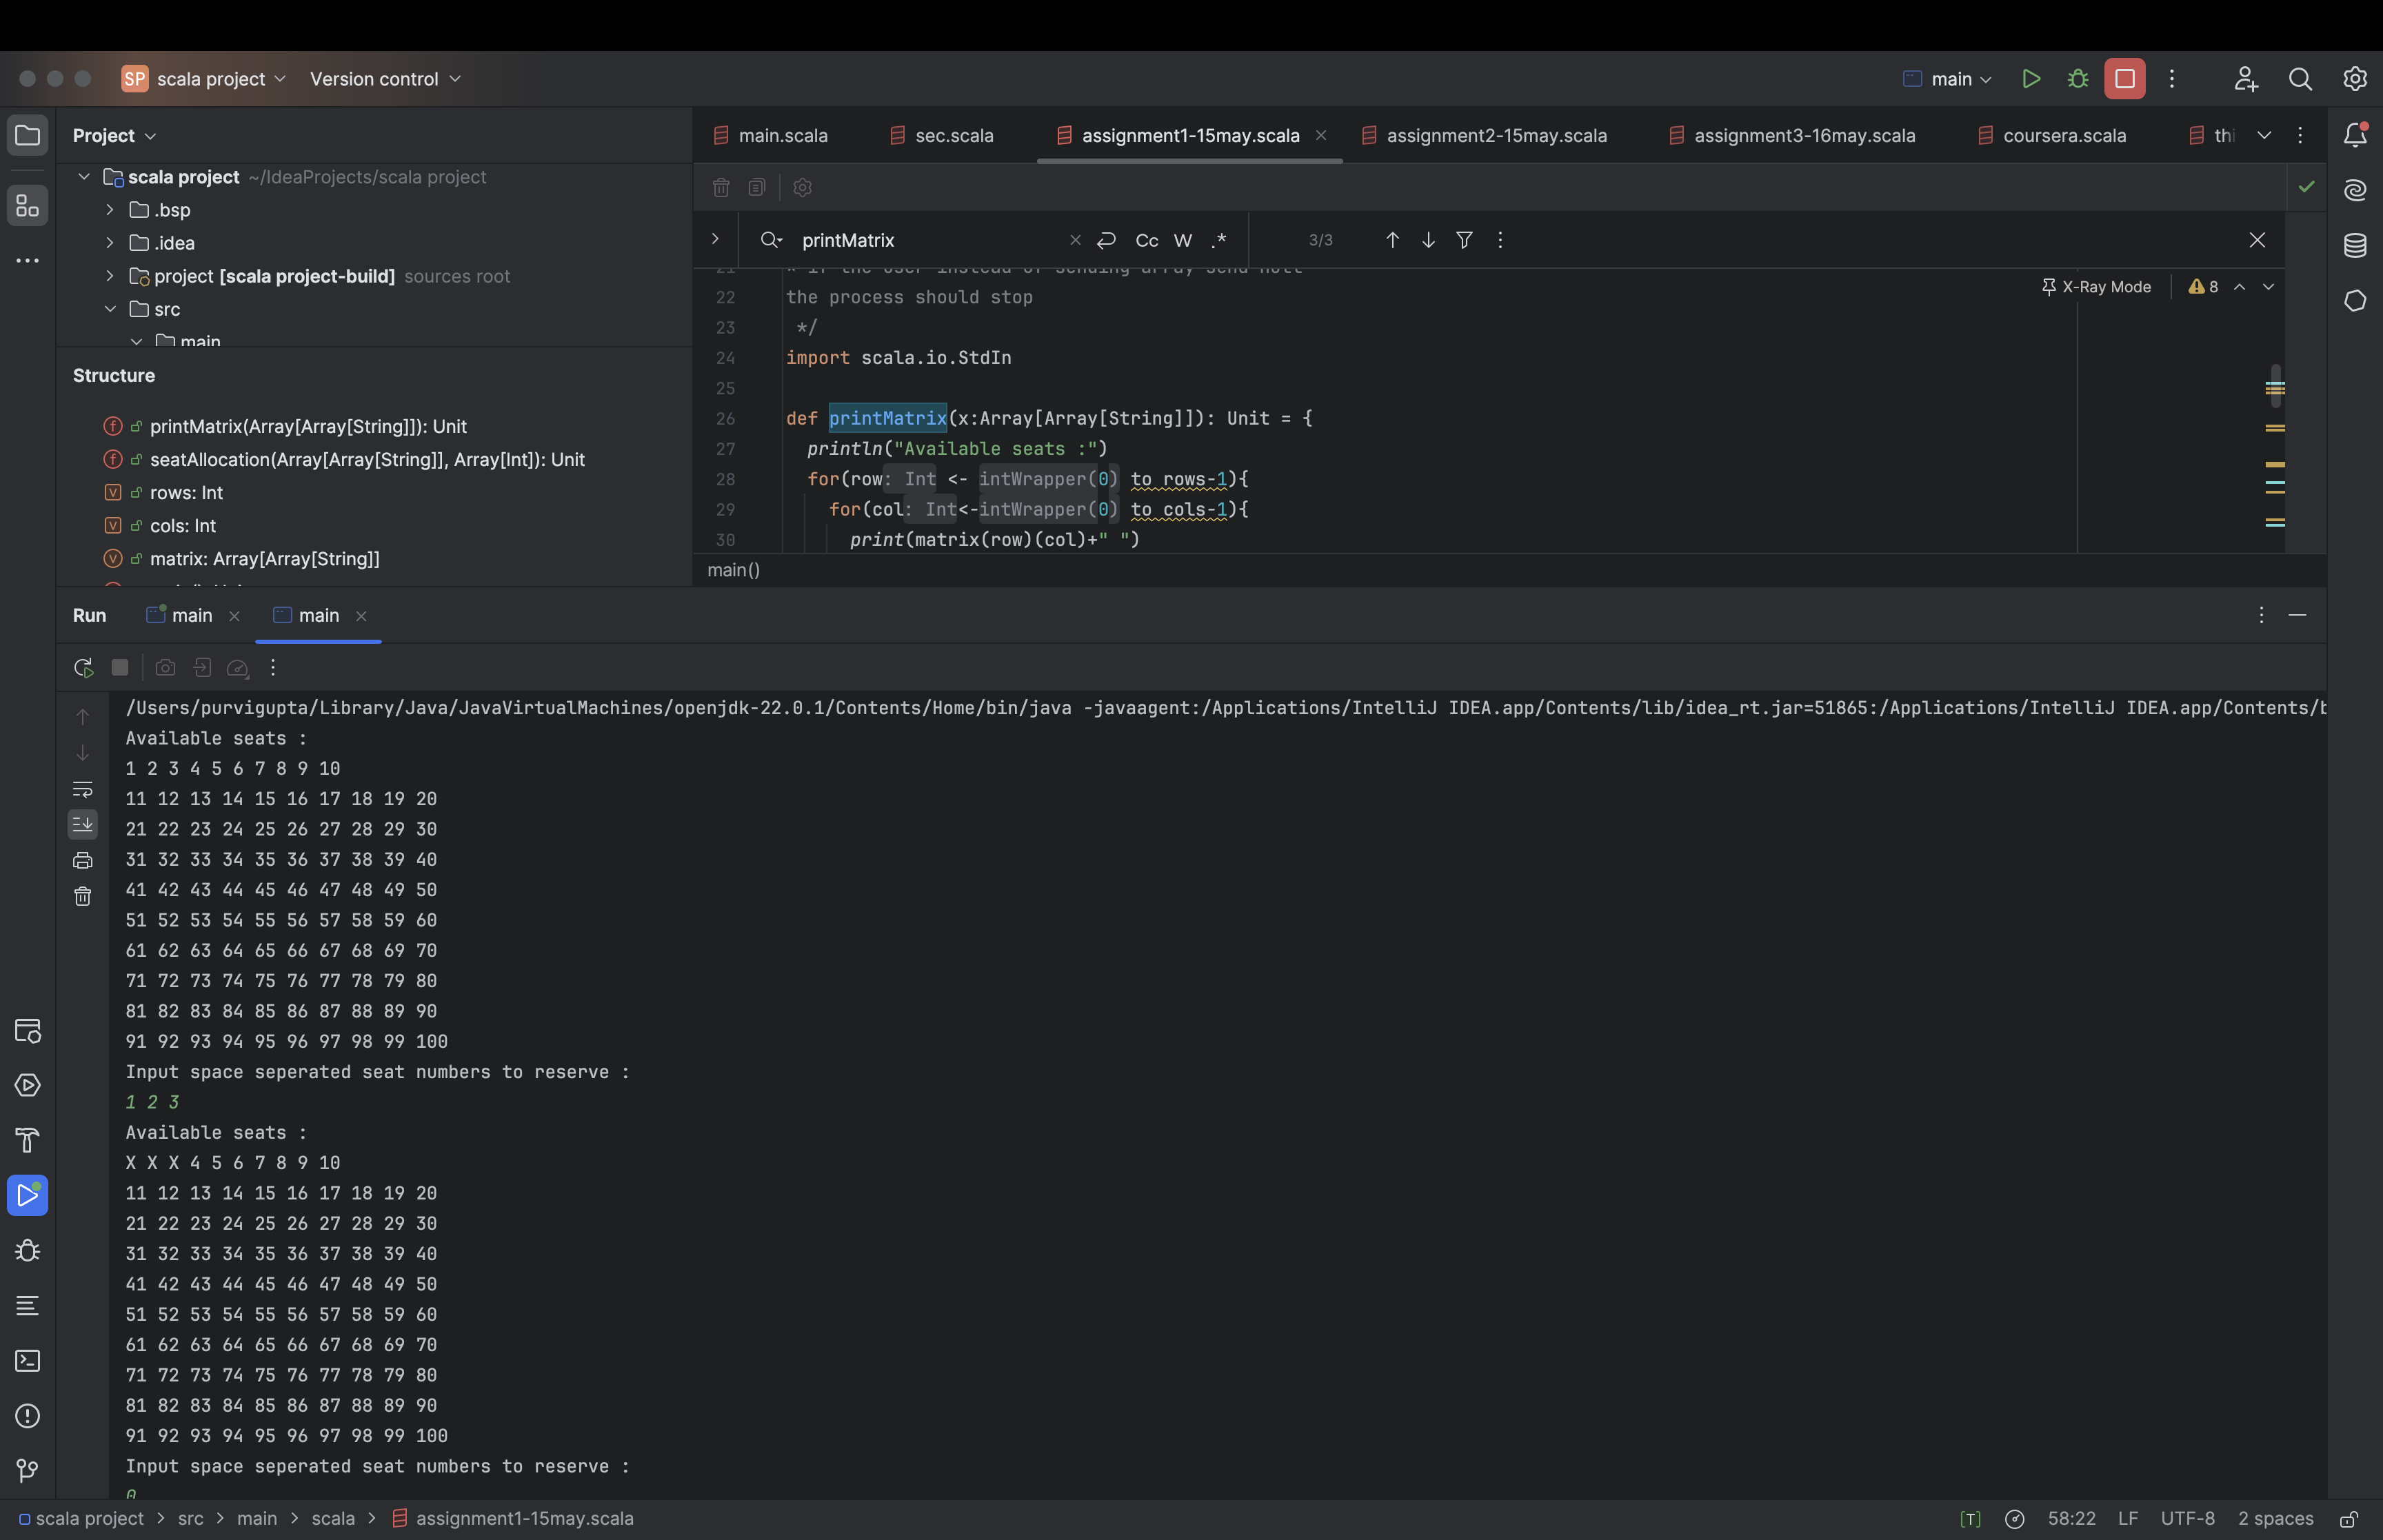 SP scala project Version control main
Project main.scala sec.scala assignment1-15may.scala assignment2-15may.scala assignment3-16may.scala coursera.scala thi
scala project ~/IdeaProjects/scala project
.bsp
.idea
project [scala project-build] sources root
src
main
printMatrix Cc W .* 3/3
X-Ray Mode 8
21 * if the user instead of sending array send null
22 the process should stop
23 */
24 import scala.io.StdIn
25
26 def printMatrix(x:Array[Array[String]]): Unit = {
27 println("Available seats :")
28 for(row: Int <- intWrapper(0) to rows-1){
29 for(col: Int<-intWrapper(0) to cols-1){
30 print(matrix(row)(col)+" ")
main()
Structure
printMatrix(Array[Array[String]]): Unit
seatAllocation(Array[Array[String]], Array[Int]): Unit
rows: Int
cols: Int
matrix: Array[Array[String]]
Run main main
/Users/purvigupta/Library/Java/JavaVirtualMachines/openjdk-22.0.1/Contents/Home/bin/java -javaagent:/Applications/IntelliJ IDEA.app/Contents/lib/idea_rt.jar=51865:/Applications/IntelliJ IDEA.app/Contents/b
Available seats :
1 2 3 4 5 6 7 8 9 10
11 12 13 14 15 16 17 18 19 20
21 22 23 24 25 26 27 28 29 30
31 32 33 34 35 36 37 38 39 40
41 42 43 44 45 46 47 48 49 50
51 52 53 54 55 56 57 58 59 60
61 62 63 64 65 66 67 68 69 70
71 72 73 74 75 76 77 78 79 80
81 82 83 84 85 86 87 88 89 90
91 92 93 94 95 96 97 98 99 100
Input space seperated seat numbers to reserve :
1 2 3
Available seats :
X X X 4 5 6 7 8 9 10
11 12 13 14 15 16 17 18 19 20
21 22 23 24 25 26 27 28 29 30
31 32 33 34 35 36 37 38 39 40
41 42 43 44 45 46 47 48 49 50
51 52 53 54 55 56 57 58 59 60
61 62 63 64 65 66 67 68 69 70
71 72 73 74 75 76 77 78 79 80
81 82 83 84 85 86 87 88 89 90
91 92 93 94 95 96 97 98 99 100
Input space seperated seat numbers to reserve :
0
scala project > src > main > scala > assignment1-15may.scala [T] 58:22 LF UTF-8 2 spaces